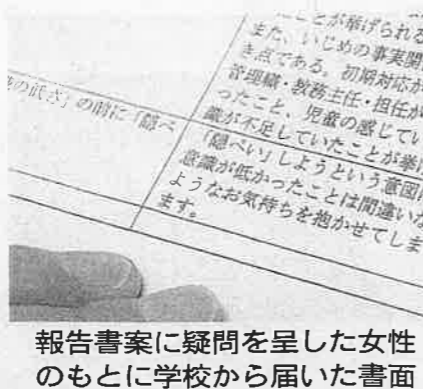 ことが挙げられる
また、いじめの事実関
き点である。初期対応が
管理職・教務主任・担任が
ったこと、児童の感じてい
識が不足していたことが挙げ
「隠ぺい」しようという意図は
意識が低かったことは間違いな
ようなお気持ちを抱かせてしま
ます。
の低さ」の前に「隠ぺ
報告書案に疑問を呈した女性
のもとに学校から届いた書面